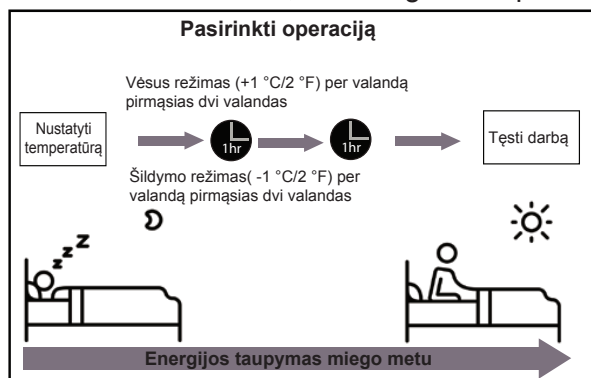 Pasirinkti operaciją
Vėsus režimas (+1 °C/2 °F) per valandą
pirmąsias dvi valandas
Nustatyti
temperatūrą
1hr
1hr
Tęsti darbą
Šildymo režimas( -1 °C/2 °F) per
valandą pirmąsias dvi valandas
z z z Z
Energijos taupymas miego metu